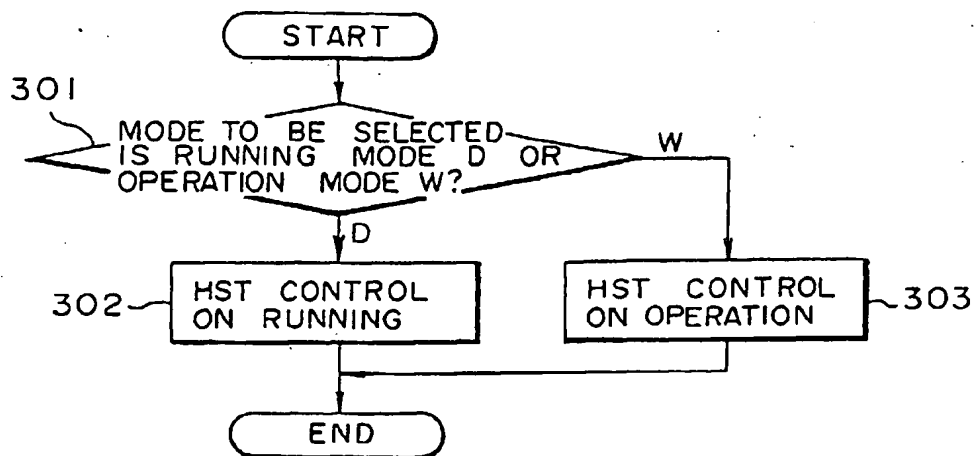 START
301
MODE TO BE SELECTED
IS RUNNING MODE D OR
OPERATION MODE W?
W
D
302
HST CONTROL
ON RUNNING
HST CONTROL
ON OPERATION
303
END